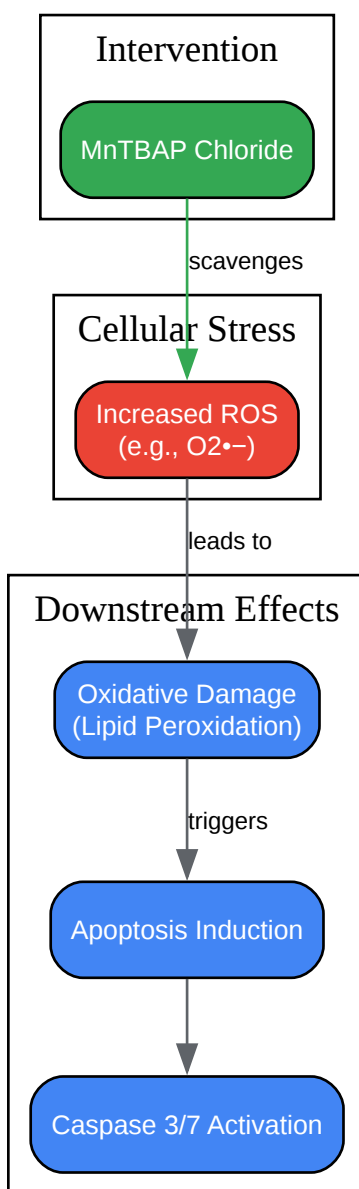 Intervention
MnTBAP Chloride
scavenges
Cellular Stress
Increased ROS
(e.g., O2•−)
leads to
Downstream Effects
Oxidative Damage
(Lipid Peroxidation)
triggers
Apoptosis Induction
Caspase 3/7 Activation